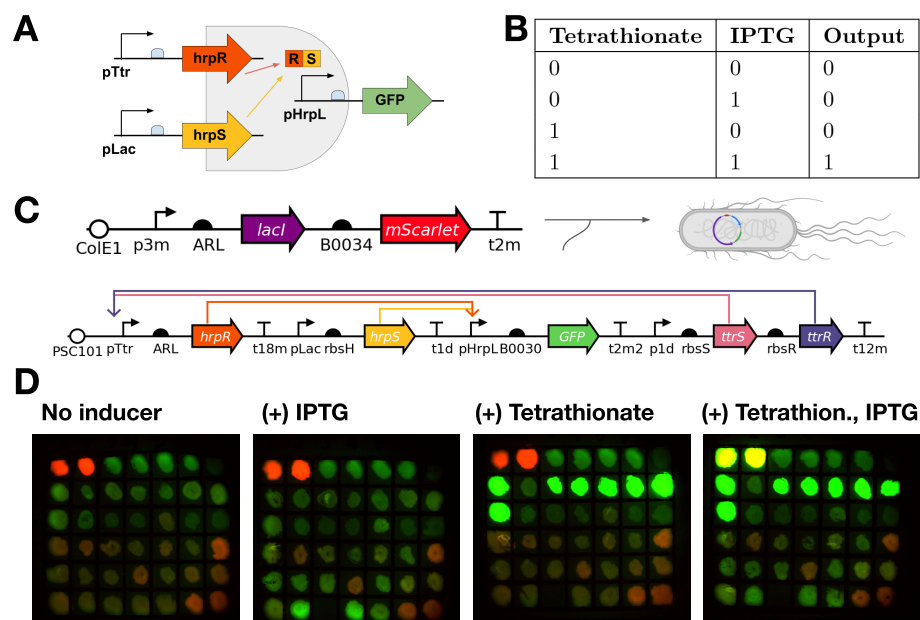 A
hrpR
R S
pTtr
GFP
pHrpL
hrpS
pLac
B
Tetrathionate IPTG Output
0 0 0
0 1 0
1 0 0
1 1 1
C
lacI mScarlet
ColE1 p3m ARL B0034 t2m
hrpR hrpS GFP ttrS ttrR
PSC101 pTtr ARL t18m pLac rbsH t1d pHrpL B0030 t2m2 p1d rbsS rbsR t12m
D
No inducer (+) IPTG (+) Tetrathionate (+) Tetrathion., IPTG